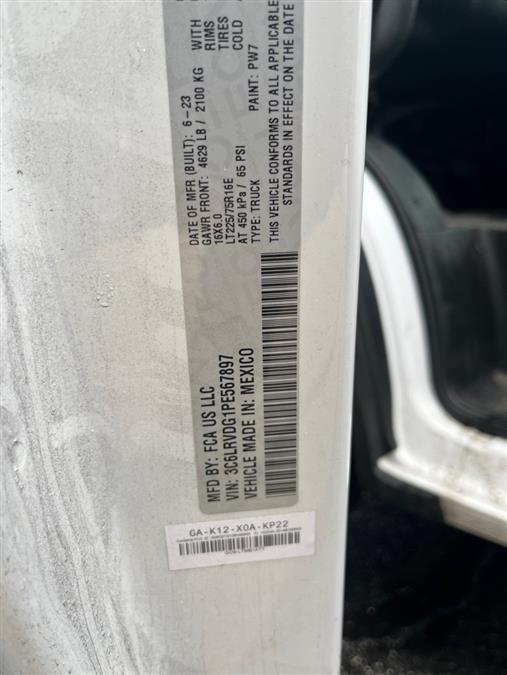 MFD BY: FCA US LLC
DATE OF MFR (BUILT): 6-23
GAWR FRONT: 4629 LB / 2100 KG WITH
16X6.0 RIMS
LT225/75R16E TIRES
AT 450 kPa / 65 PSI COLD
VIN: 3C6LRVDG1PE567897
TYPE: TRUCK PAINT: PW7
VEHICLE MADE IN: MEXICO
THIS VEHICLE CONFORMS TO ALL APPLICABLE
STANDARDS IN EFFECT ON THE
GA-K12-X0A-KP22